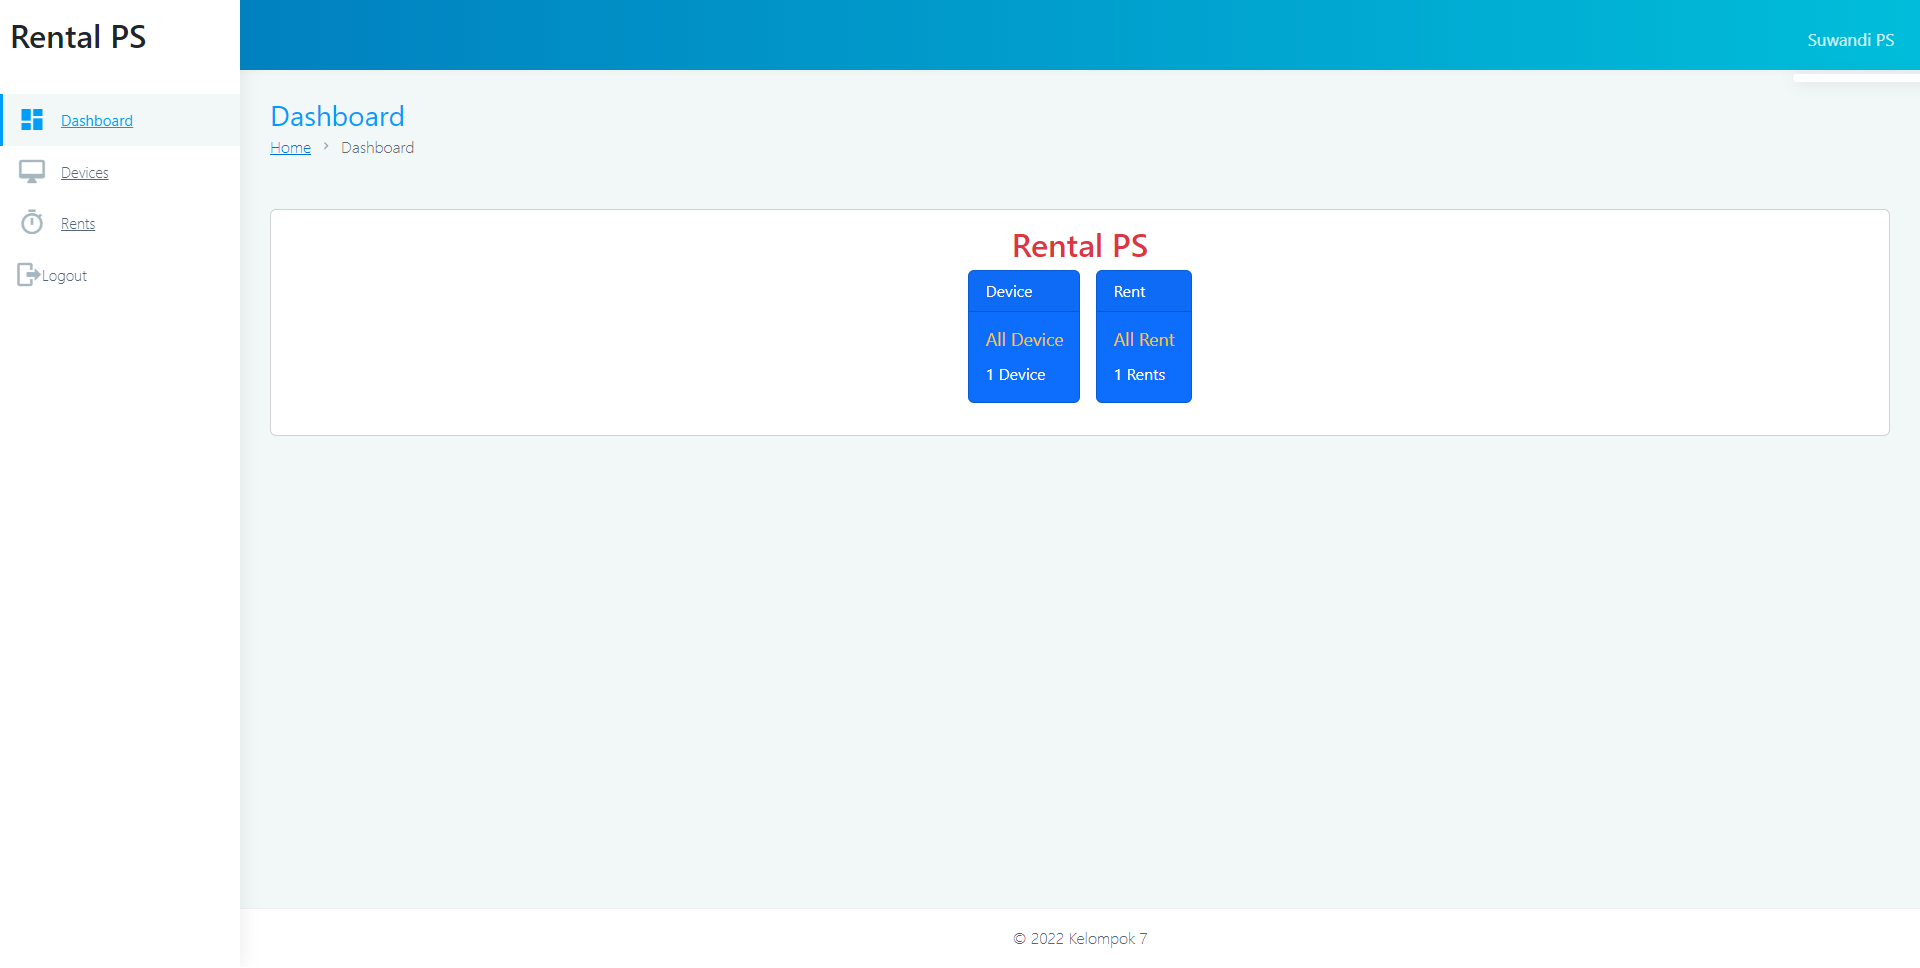 Rental PS
Suwandi PS
Dashboard
Devices
Rents
Logout
Dashboard
Home > Dashboard
Rental PS
Device
All Device
1 Device
Rent
All Rent
1 Rents
© 2022 Kelompok 7